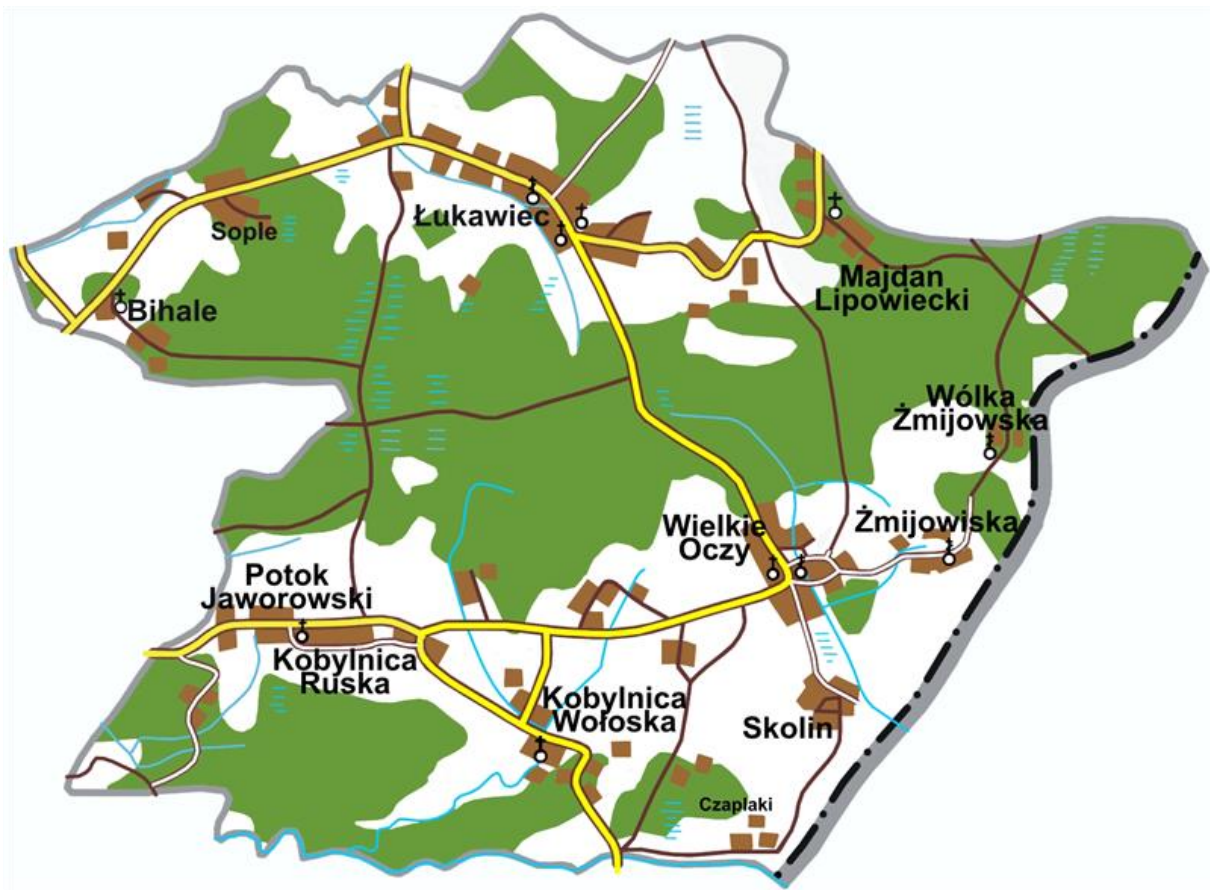 Łukawiec
Sople
Majdan
Lipowiecki
Bihale
Wólka
Żmijowska
Wielkie
Oczy
Żmijowiska
Potok
Jaworowski
Kobylnica
Ruska
Kobylnica
Wołoska
Skolin
Czaplaki